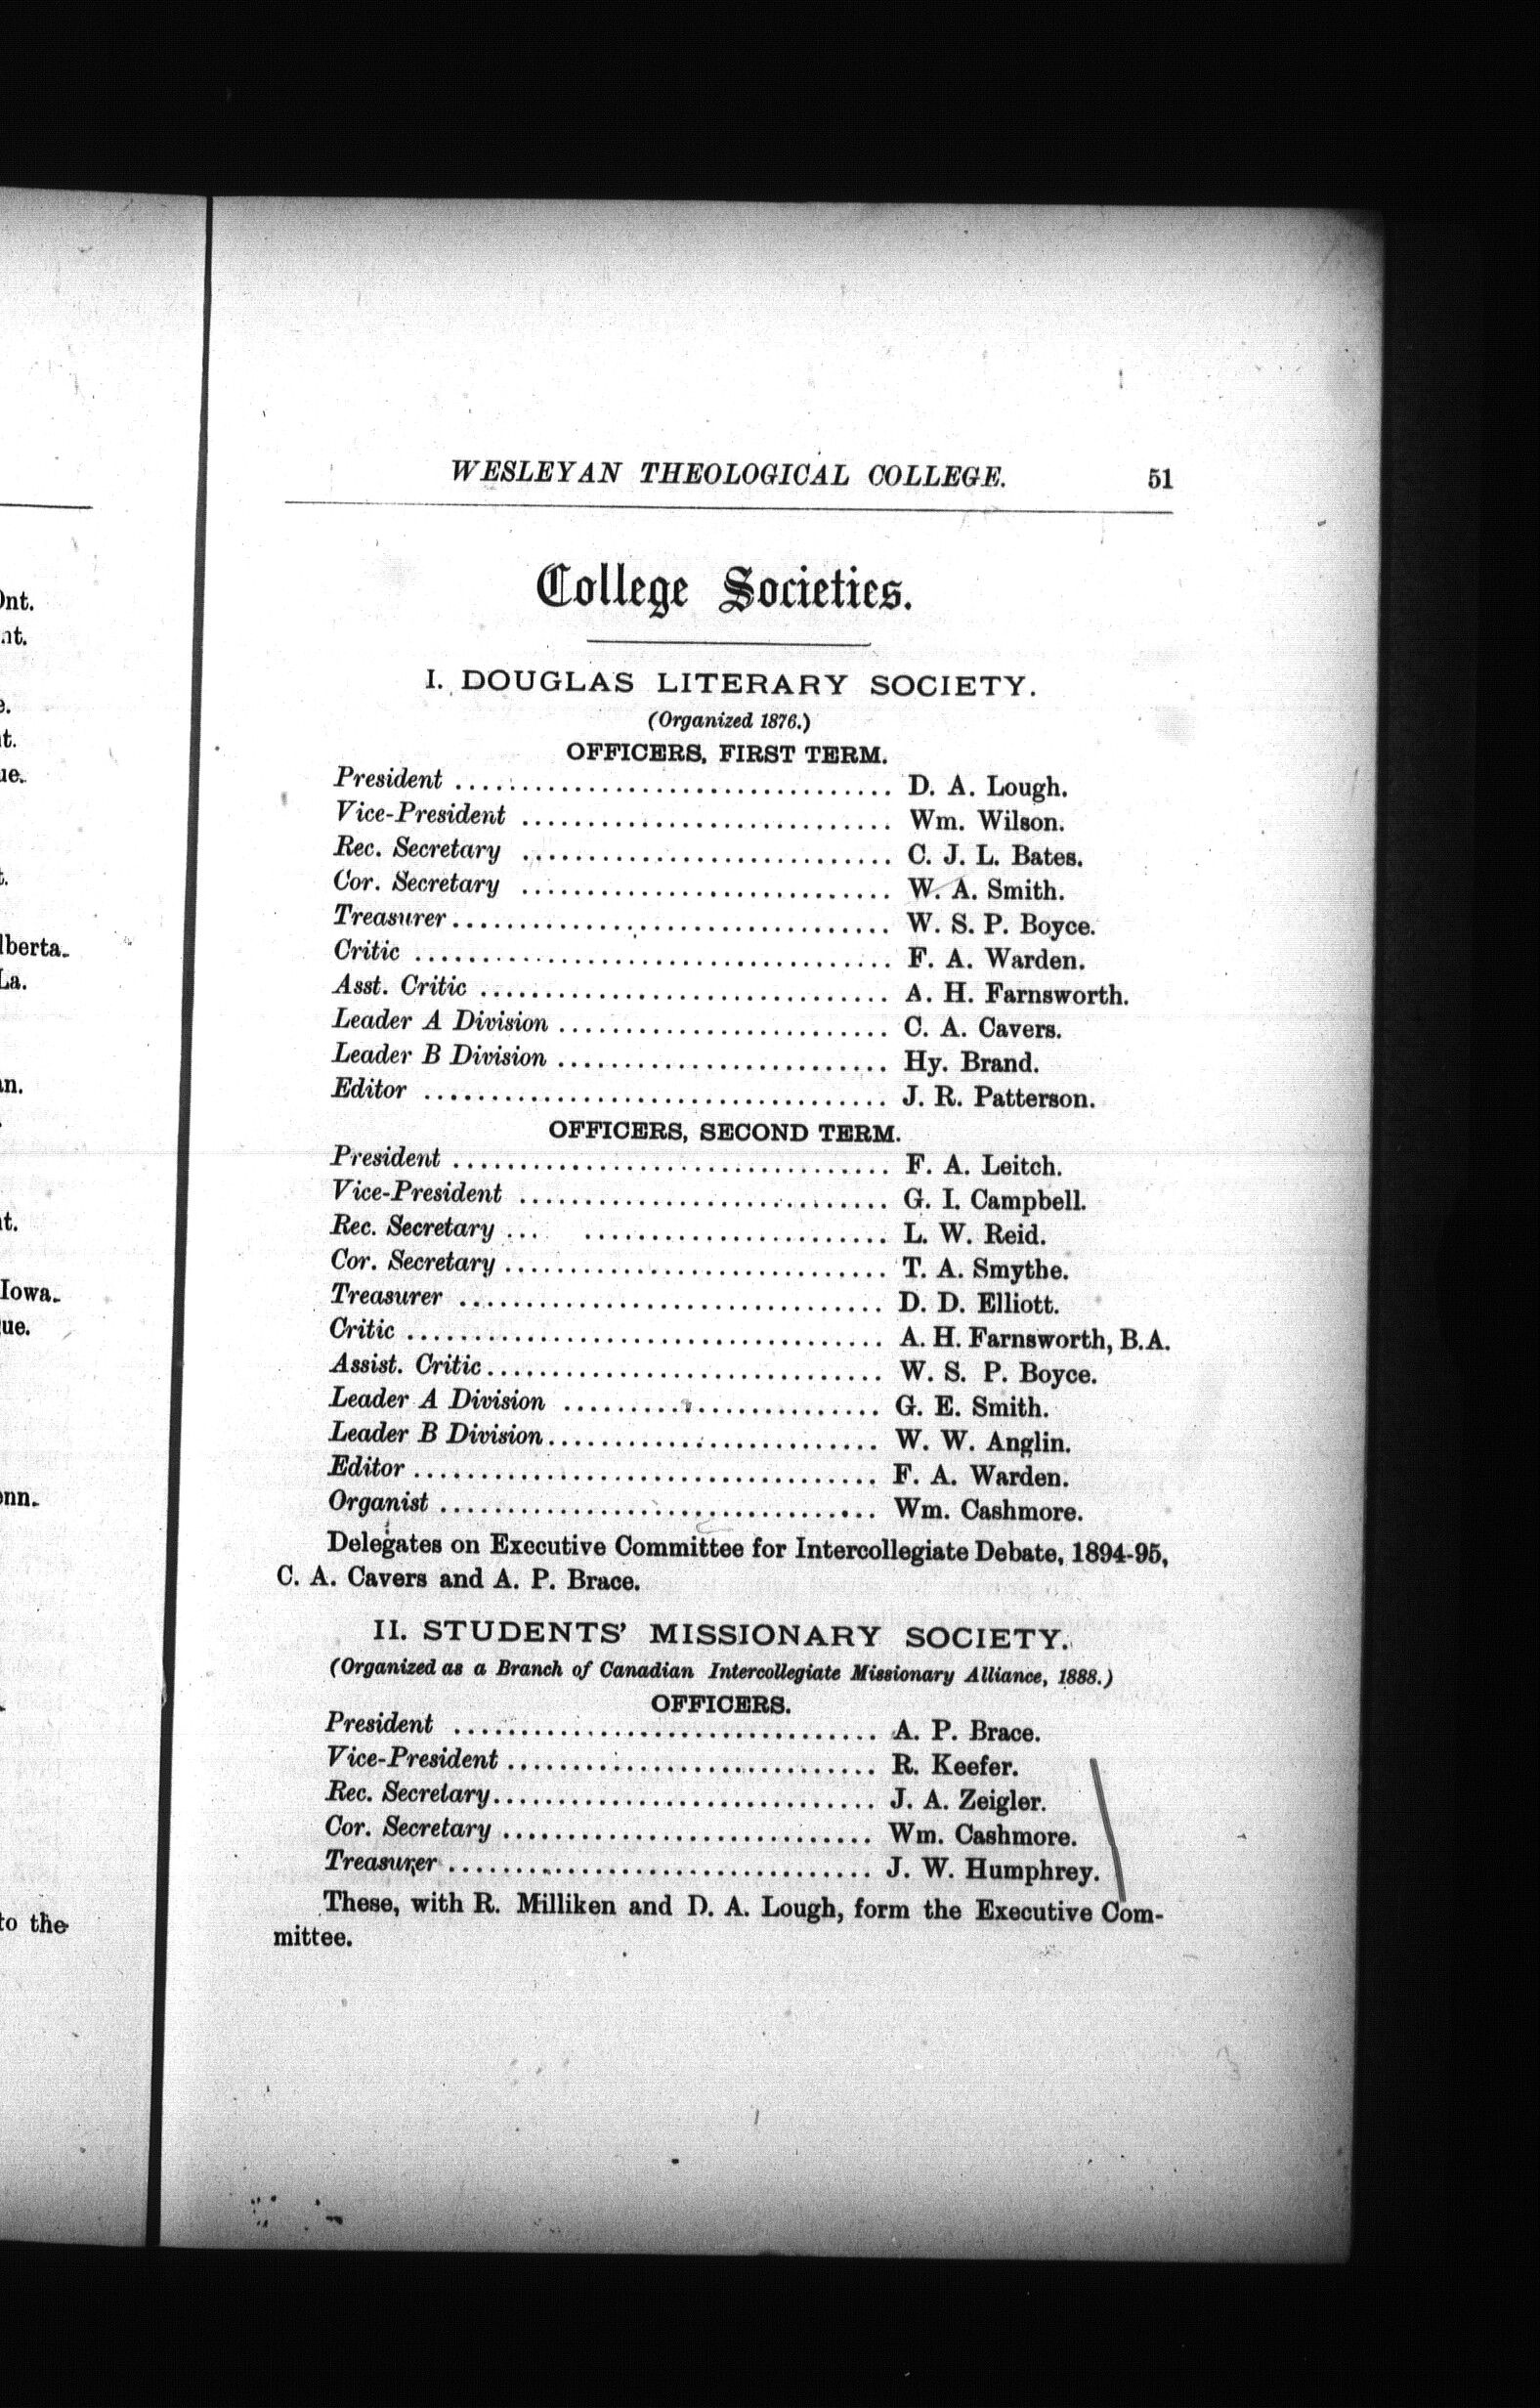 WESLEYAN THEOLOGICAL COLLEGE. 51
College Societies.
I. DOUGLAS LITERARY SOCIETY.
(Organized 1876.)
OFFICERS, FIRST TERM.
President ................................ D. A. Lough.
Vice-President ............................ Wm. Wilson.
Rec. Secretary ............................ C. J. L. Bates.
Cor. Secretary ............................ W. A. Smith.
Treasurer ................................. W. S. P. Boyce.
Critic .................................... F. A. Warden.
Asst. Critic ............................... A. H. Farnsworth.
Leader A Division ......................... C. A. Cavers.
Leader B Division ......................... Hy. Brand.
Editor ................................... J. R. Patterson.
OFFICERS, SECOND TERM.
President ................................. F. A. Leitch.
Vice-President ............................ G. I. Campbell.
Rec. Secretary ... ....................... L. W. Reid.
Cor. Secretary ............................. T. A. Smythe.
Treasurer ................................ D. D. Elliott.
Critic .................................... A. H. Farnsworth, B.A.
Assist. Critic .............................. W. S. P. Boyce.
Leader A Division ........................ G. E. Smith.
Leader B Division ......................... W. W. Anglin.
Editor ................................... F. A. Warden.
Organist ................................. Wm. Cashmore.
Delegates on Executive Committee for Intercollegiate Debate, 1894-95,
C. A. Cavers and A. P. Brace.
II. STUDENTS' MISSIONARY SOCIETY.
(Organized as a Branch of Canadian Intercollegiate Missionary Alliance, 1888.)
OFFICERS.
President ................................ A. P. Brace.
Vice-President ............................ R. Keefer.
Rec. Secretary ............................. J. A. Zeigler.
Cor. Secretary ............................ Wm. Cashmore.
Treasurer ................................ J. W. Humphrey.
These, with R. Milliken and D. A. Lough, form the Executive Com-
mittee.
Iowa.
to the